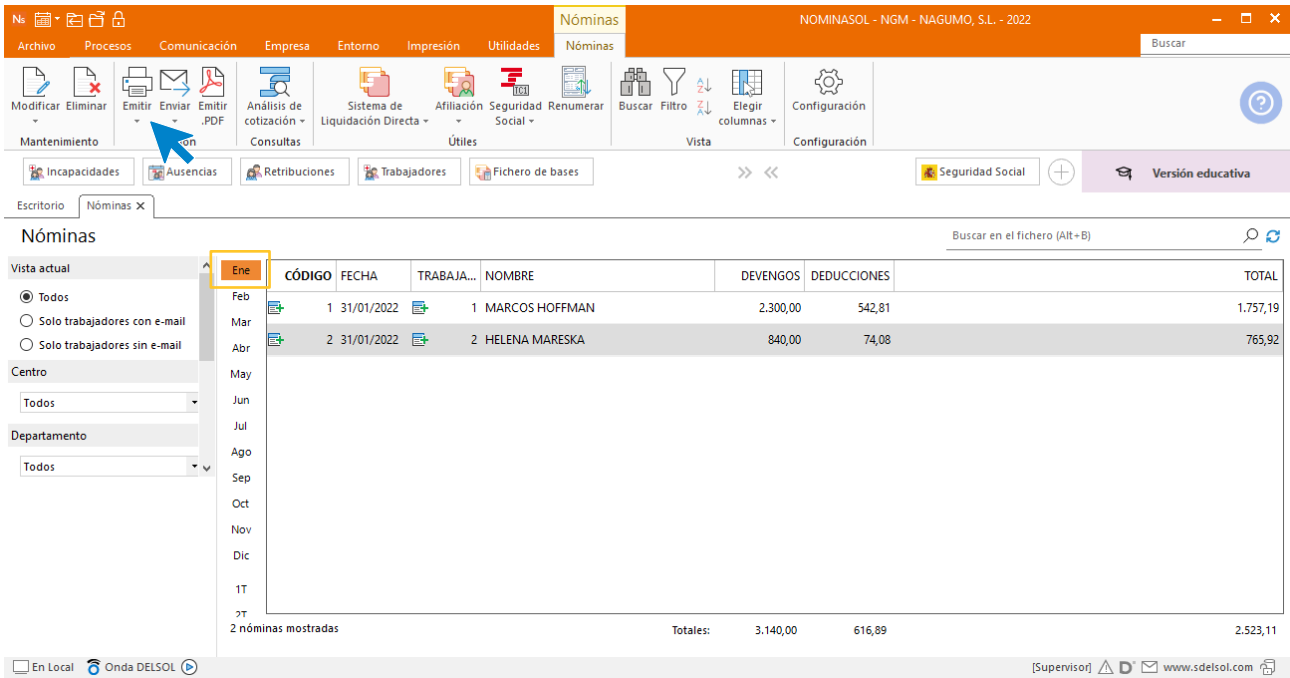 Ns Nóminas NOMINASOL - NGM - NAGUMO, S.L. - 2022
Archivo Procesos Comunicación Empresa Entorno Impresión Utilidades Nóminas Buscar
Modificar Eliminar Emitir Enviar Emitir .PDF Análisis de cotización Sistema de Liquidación Directa Afiliación Seguridad Social Renumerar Buscar Filtro Elegir columnas Configuración
TC1
Mantenimiento Consultas Útiles Vista Configuración
Incapacidades Ausencias Retribuciones Trabajadores Fichero de bases Seguridad Social Versión educativa
Escritorio Nóminas X
Nóminas Buscar en el fichero (Alt+B)
Vista actual
Todos
Solo trabajadores con e-mail
Solo trabajadores sin e-mail
Centro
Todos
Departamento
Todos
Ene
Feb
Mar
Abr
May
Jun
Jul
Ago
Sep
Oct
Nov
Dic
1T
2T
CÓDIGO FECHA TRABAJA... NOMBRE DEVENGOS DEDUCCIONES TOTAL
1 31/01/2022 1 MARCOS HOFFMAN 2.300,00 542,81 1.757,19
2 31/01/2022 2 HELENA MARESKA 840,00 74,08 765,92
2 nóminas mostradas Totales: 3.140,00 616,89 2.523,11
En Local Onda DELSOL [Supervisor] D www.sdelsol.com